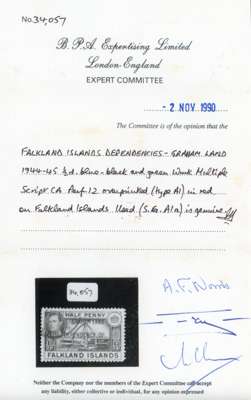 No. 34,057
B. P. A. Expertising Limited
London · England
EXPERT COMMITTEE
- 2 NOV. 1990
The Committee is of the opinion that the
FALKLAND ISLANDS DEPENDENCIES - GRAHAM LAND
1944-45 ½d. blue-black and green Wmk Multiple
Script CA Perf. 12 overprinted (Type A1) in red
on Falkland Islands Used (S.G. A1a) is genuine
34,057
HALF PENNY
FALKLAND ISLANDS
A. F. Norris
Neither the Company nor the members of the Expert Committee will accept
any liability, either collective or individual, for any opinion expressed